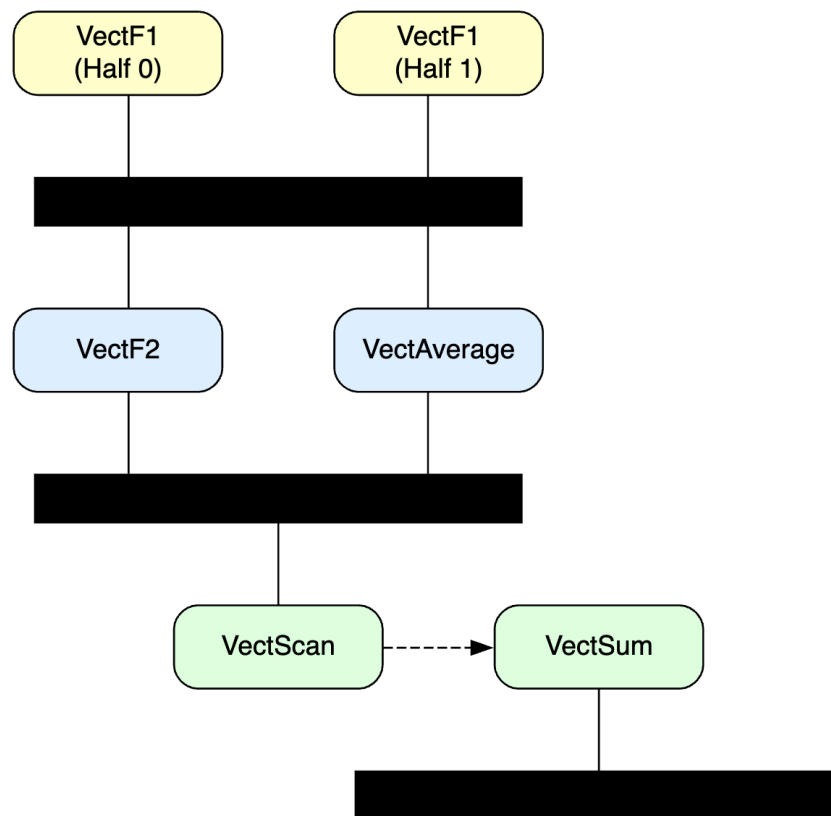 VectF1
(Half 0)
VectF1
(Half 1)
VectF2
VectAverage
VectScan
VectSum